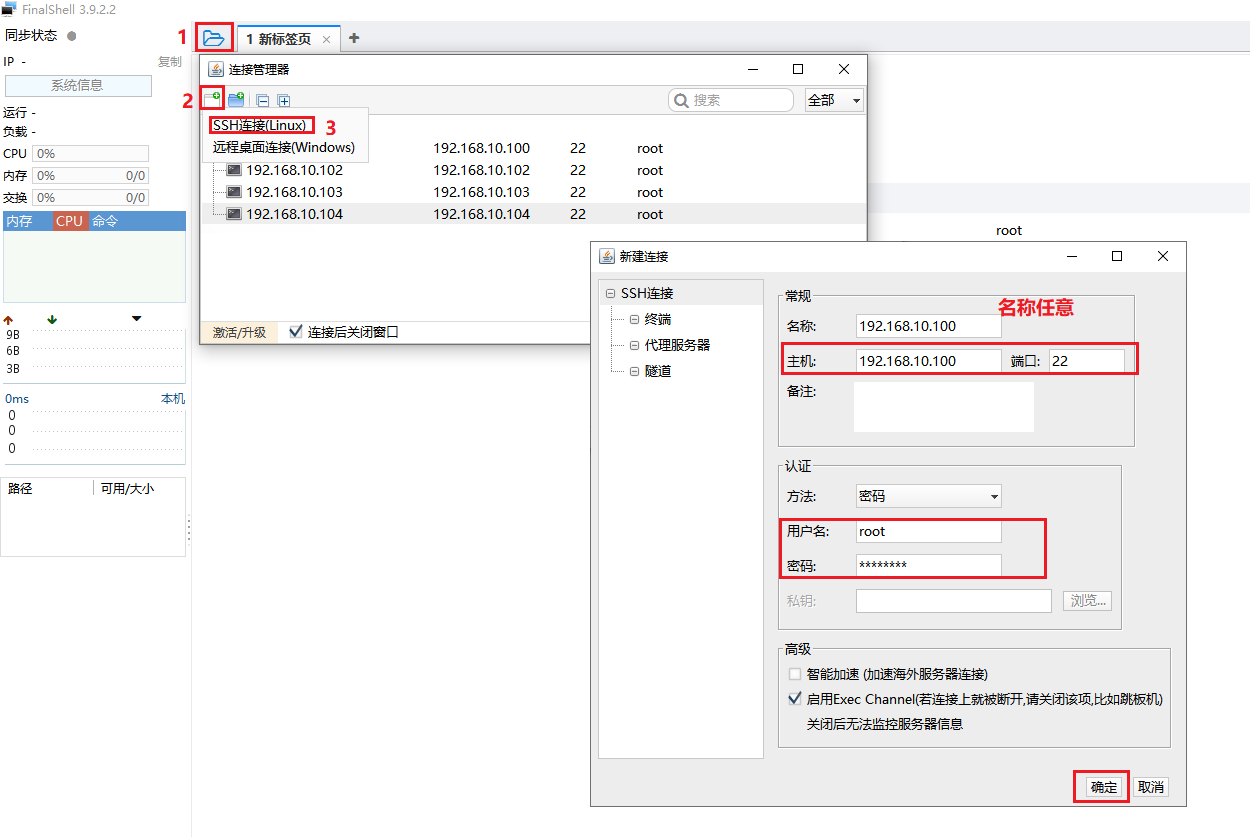 FinalShell 3.9.2.2
同步状态
1
1 新标签页
IP -
复制
系统信息
运行 -
负载 -
CPU 0%
内存 0% 0/0
交换 0% 0/0
内存 CPU 命令
9B
6B
3B
0ms 本机
0
0
0
路径 可用/大小
连接管理器
2
搜索
全部
SSH连接(Linux)
3
远程桌面连接(Windows)
192.168.10.100 22 root
192.168.10.102 192.168.10.102 22 root
192.168.10.103 192.168.10.103 22 root
192.168.10.104 192.168.10.104 22 root
激活/升级
连接后关闭窗口
root
新建连接
SSH连接
终端
代理服务器
隧道
常规
名称任意
名称: 192.168.10.100
主机: 192.168.10.100 端口: 22
备注:
认证
方法: 密码
用户名: root
密码: ********
私钥: 浏览...
高级
智能加速 (加速海外服务器连接)
启用Exec Channel(若连接上就被断开,请关闭该项,比如跳板机)
关闭后无法监控服务器信息
确定 取消